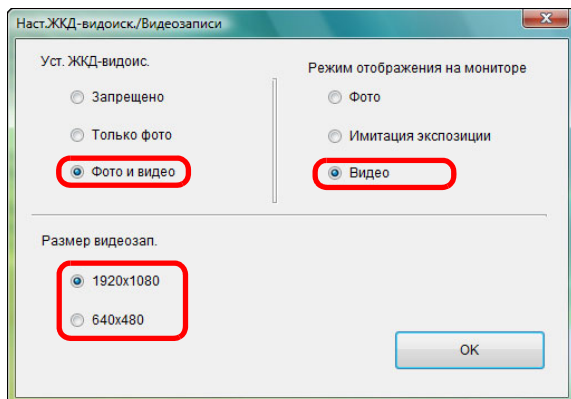 Наст.ЖКД-видоиск./Видеозаписи
Уст. ЖКД-видоис.
Запрещено
Только фото
Фото и видео
Режим отображения на мониторе
Фото
Имитация экспозиции
Видео
Размер видеозап.
1920x1080
640x480
OK